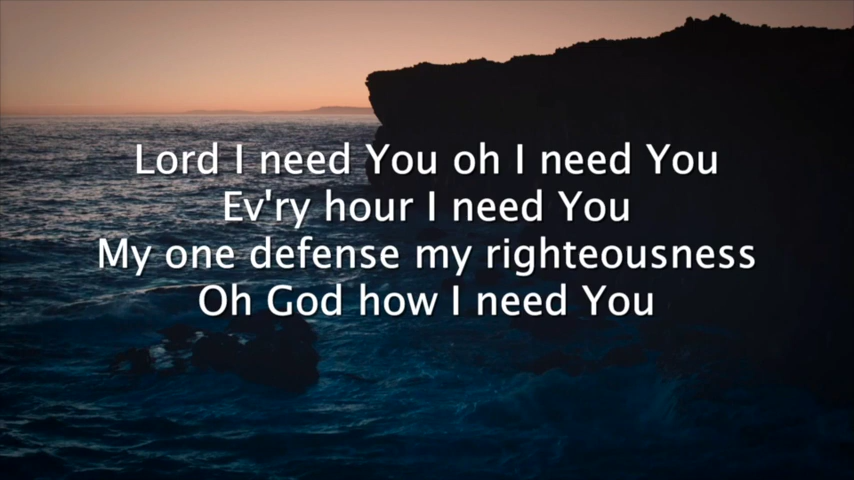 Lord I need You oh I need You
Ev'ry hour I need You
My one defense my righteousness
Oh God how I need You